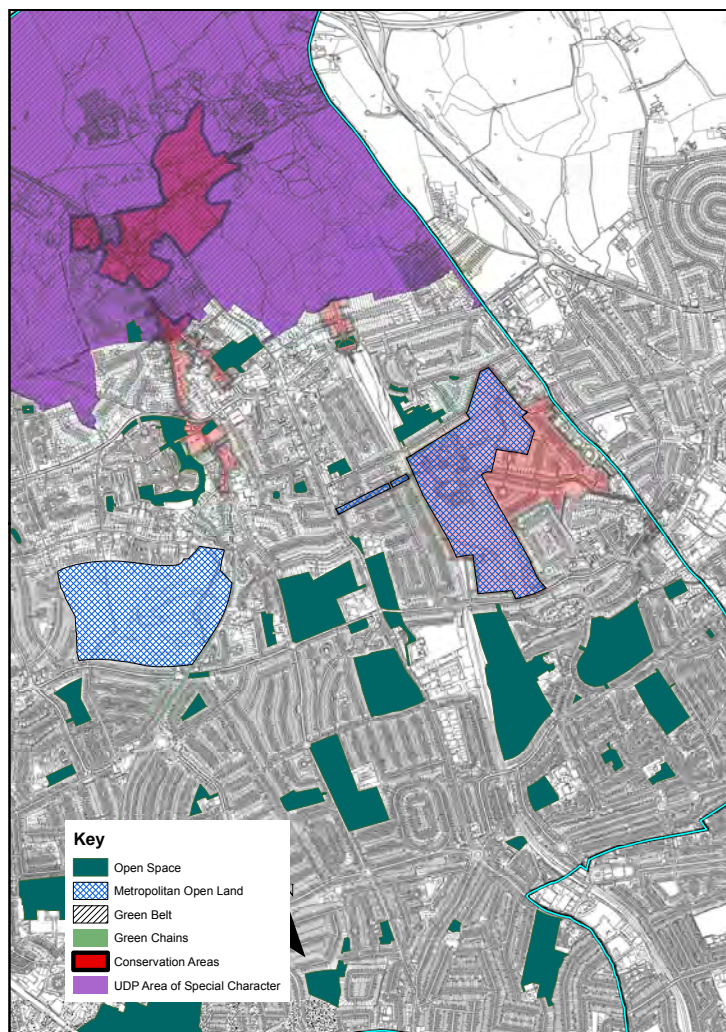 Key
Open Space
Metropolitan Open Land
Green Belt
Green Chains
Conservation Areas
UDP Area of Special Character